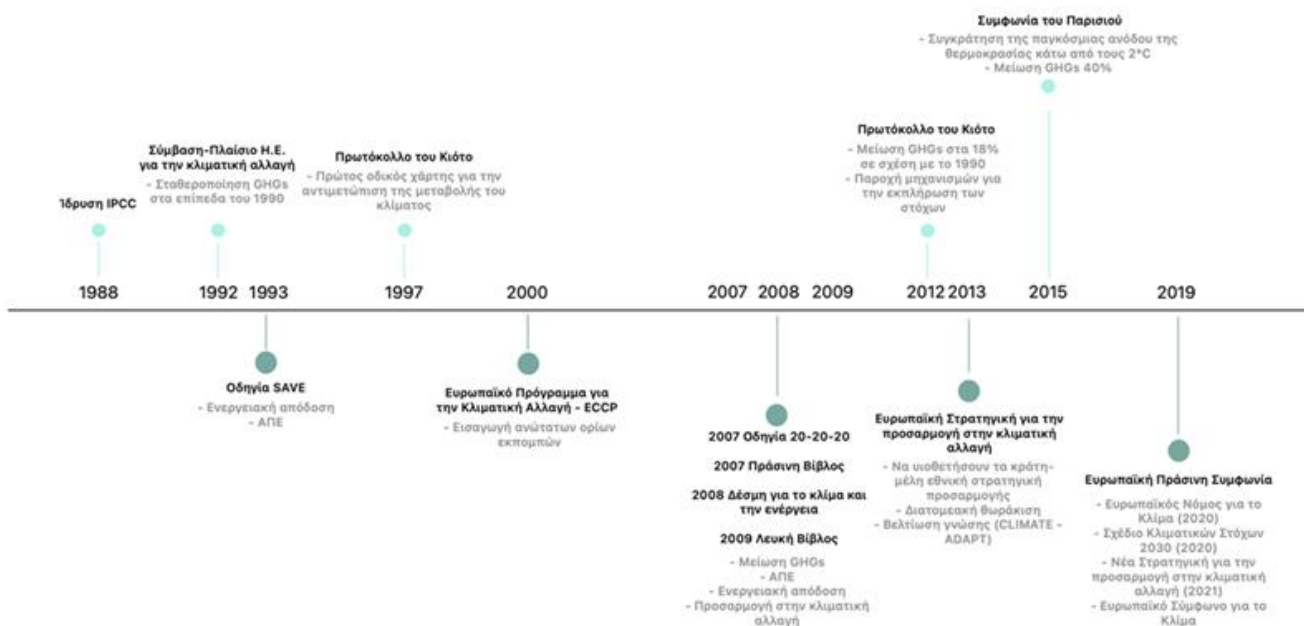 Συμφωνία του Παρισιού
- Συγκράτηση της παγκόσμιας ανόδου της
θερμοκρασίας κάτω από τους 2°C
- Μείωση GHGs 40%
Σύμβαση-Πλαίσιο Η.Ε.
για την κλιματική αλλαγή
- Σταθεροποίηση GHGs
στα επίπεδα του 1990
Πρωτόκολλο του Κιότο
- Πρώτος οδικός χάρτης για την
αντιμετώπιση της μεταβολής του
κλίματος
Πρωτόκολλο του Κιότο
- Μείωση GHGs στα 18%
σε σχέση με το 1990
- Παροχή μηχανισμών για
την εκπλήρωση των
στόχων
Ίδρυση IPCC
1988 1992 1993 1997 2000 2007 2008 2009 2012 2013 2015 2019
Οδηγία SAVE
- Ενεργειακή απόδοση
- ΑΠΕ
Ευρωπαϊκό Πρόγραμμα για
την Κλιματική Αλλαγή - ECCP
- Εισαγωγή ανώτατων ορίων
εκπομπών
2007 Οδηγία 20-20-20
2007 Πράσινη Βίβλος
2008 Δέσμη για το κλίμα και
την ενέργεια
2009 Λευκή Βίβλος
- Μείωση GHGs
- ΑΠΕ
- Ενεργειακή απόδοση
- Προσαρμογή στην κλιματική
αλλαγή
Ευρωπαϊκή Στρατηγική για την
προσαρμογή στην κλιματική
αλλαγή
- Να υιοθετήσουν τα κράτη-
μέλη εθνική στρατηγική
προσαρμογής
- Διατομεακή θωράκιση
- Βελτίωση γνώσης (CLIMATE -
ADAPT)
Ευρωπαϊκή Πράσινη Συμφωνία
- Ευρωπαϊκός Νόμος για το
Κλίμα (2020)
- Σχέδιο Κλιματικών Στόχων
2030 (2020)
- Νέα Στρατηγική για την
προσαρμογή στην κλιματική
αλλαγή (2021)
- Ευρωπαϊκό Σύμφωνο για το
Κλίμα